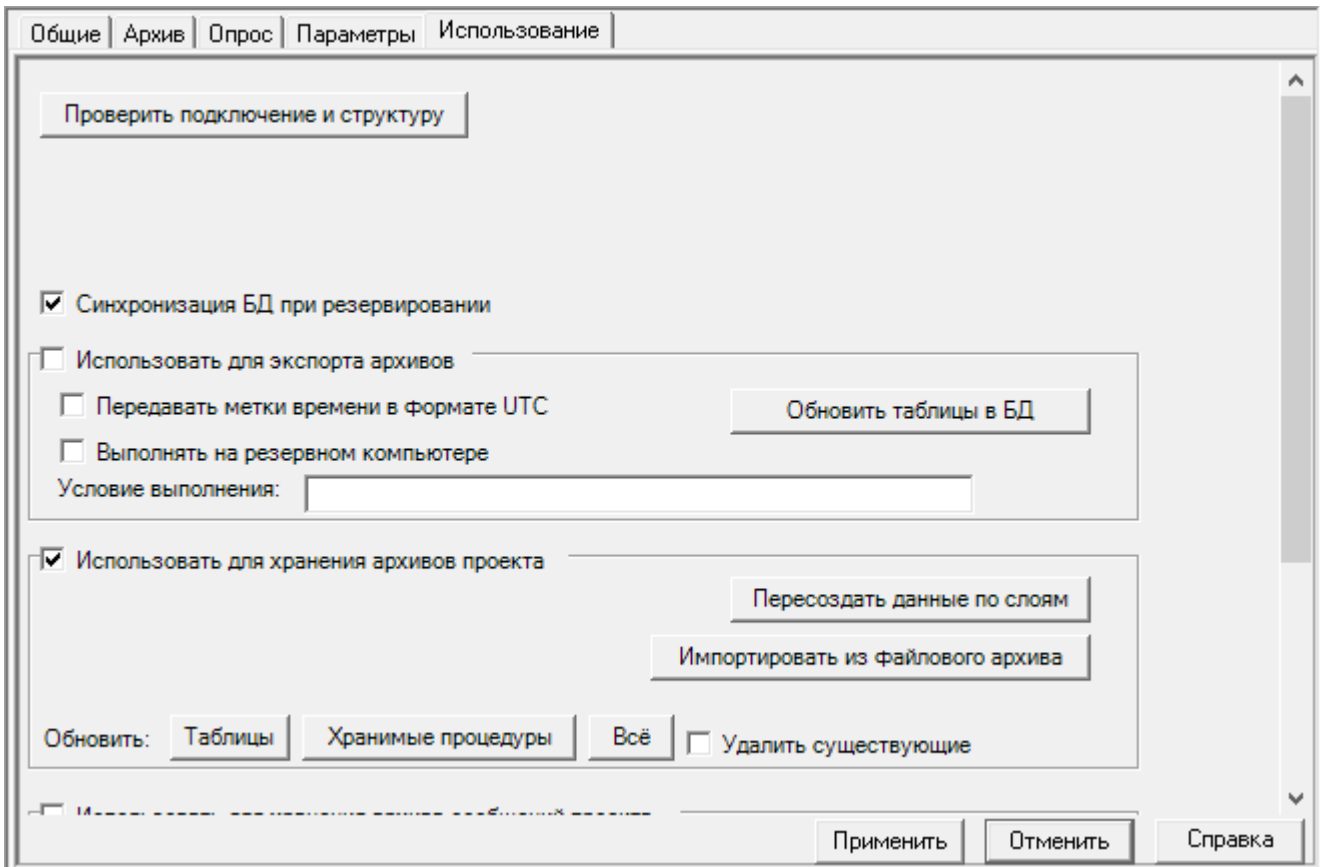 Общие Архив Опрос Параметры Использование
Проверить подключение и структуру
Синхронизация БД при резервировании
Использовать для экспорта архивов
Передавать метки времени в формате UTC
Обновить таблицы в БД
Выполнять на резервном компьютере
Условие выполнения:
Использовать для хранения архивов проекта
Пересоздать данные по слоям
Импортировать из файлового архива
Обновить: Таблицы Хранимые процедуры Всё Удалить существующие
Применить Отменить Справка